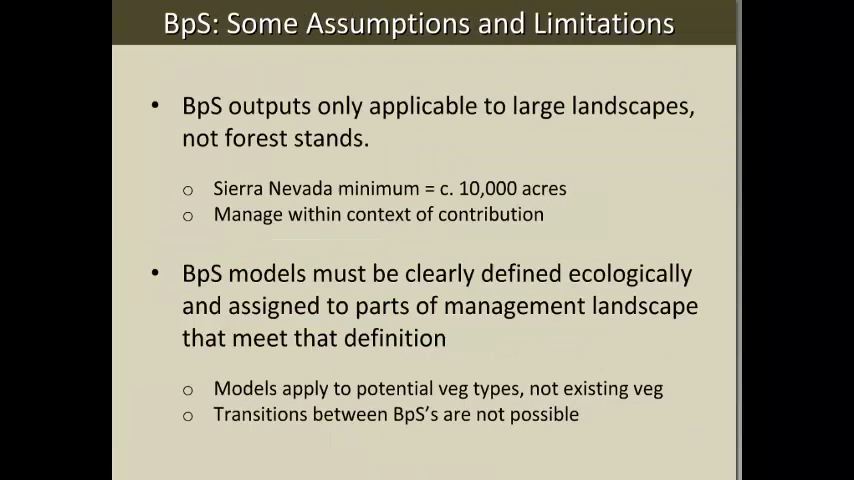 BpS: Some Assumptions and Limitations
• BpS outputs only applicable to large landscapes,
not forest stands.
o Sierra Nevada minimum = c. 10,000 acres
o Manage within context of contribution
• BpS models must be clearly defined ecologically
and assigned to parts of management landscape
that meet that definition
o Models apply to potential veg types, not existing veg
o Transitions between BpS's are not possible